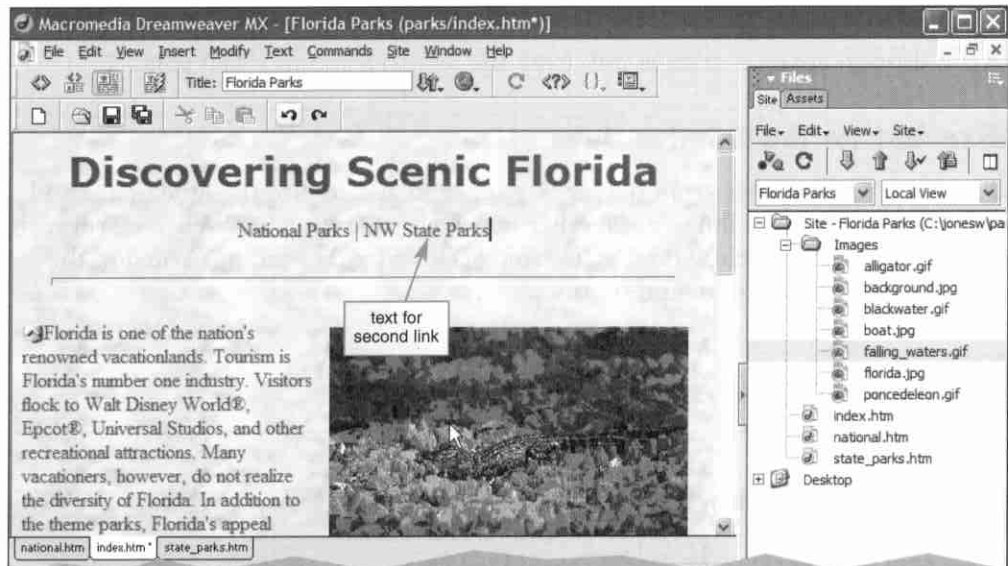 Macromedia Dreamweaver MX - [Florida Parks (parks/index.htm*)]
File Edit View Insert Modify Text Commands Site Window Help
Title: Florida Parks
Files
Site Assets
File Edit View Site
Florida Parks Local View
Discovering Scenic Florida
National Parks | NW State Parks
text for
second link
Florida is one of the nation's
renowned vacationlands. Tourism is
Florida's number one industry. Visitors
flock to Walt Disney World®,
Epcot®, Universal Studios, and other
recreational attractions. Many
vacationers, however, do not realize
the diversity of Florida. In addition to
the theme parks, Florida's appeal
Site - Florida Parks (C:\jonesw\pa
Images
alligator.gif
background.jpg
blackwater.gif
boat.jpg
falling_waters.gif
florida.jpg
poncedeleon.gif
index.htm
national.htm
state_parks.htm
Desktop
national.htm index.htm* state_parks.htm